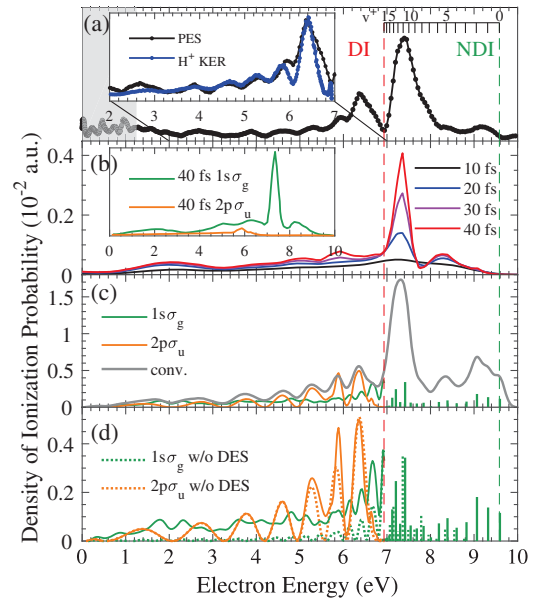 (a)
PES
H+ KER
2 3 4 5 6 7
v+ 15 10 5 0
DI
NDI
(b)
40 fs 1sσg
40 fs 2pσu
0 2 4 6 8 10
10 fs
20 fs
30 fs
40 fs
0.4
0.2
0
(c)
1sσg
2pσu
conv.
1.5
1
0.5
0
(d)
1sσg w/o DES
2pσu w/o DES
0.4
0.2
0
0 1 2 3 4 5 6 7 8 9 10
Electron Energy (eV)
Density of Ionization Probability (10-2 a.u.)